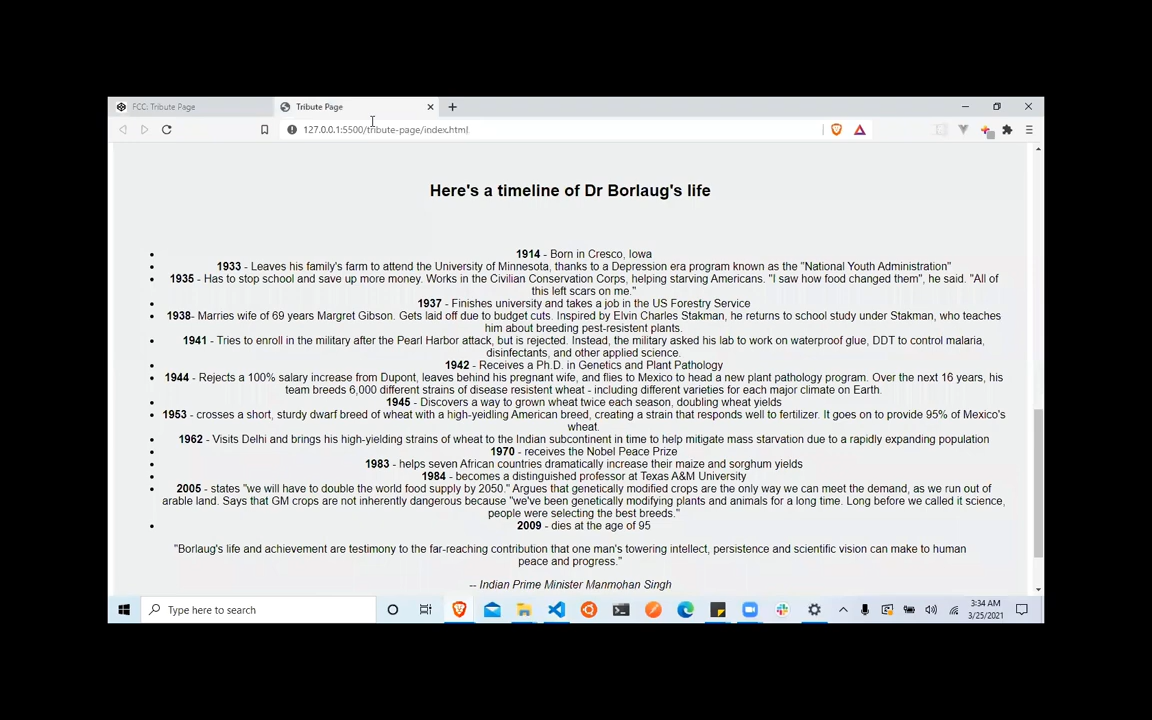 FCC: Tribute Page
Tribute Page
127.0.0.1:5500/tribute-page/index.html
Here's a timeline of Dr Borlaug's life
1914 - Born in Cresco, Iowa
1933 - Leaves his family's farm to attend the University of Minnesota, thanks to a Depression era program known as the "National Youth Administration"
1935 - Has to stop school and save up more money. Works in the Civilian Conservation Corps, helping starving Americans. "I saw how food changed them", he said. "All of
this left scars on me."
1937 - Finishes university and takes a job in the US Forestry Service
1938- Marries wife of 69 years Margret Gibson. Gets laid off due to budget cuts. Inspired by Elvin Charles Stakman, he returns to school study under Stakman, who teaches
him about breeding pest-resistent plants.
1941 - Tries to enroll in the military after the Pearl Harbor attack, but is rejected. Instead, the military asked his lab to work on waterproof glue, DDT to control malaria,
disinfectants, and other applied science.
1942 - Receives a Ph.D. in Genetics and Plant Pathology
1944 - Rejects a 100% salary increase from Dupont, leaves behind his pregnant wife, and flies to Mexico to head a new plant pathology program. Over the next 16 years, his
team breeds 6,000 different strains of disease resistent wheat - including different varieties for each major climate on Earth.
1945 - Discovers a way to grown wheat twice each season, doubling wheat yields
1953 - crosses a short, sturdy dwarf breed of wheat with a high-yeidling American breed, creating a strain that responds well to fertilizer. It goes on to provide 95% of Mexico's
wheat.
1962 - Visits Delhi and brings his high-yielding strains of wheat to the Indian subcontinent in time to help mitigate mass starvation due to a rapidly expanding population
1970 - receives the Nobel Peace Prize
1983 - helps seven African countries dramatically increase their maize and sorghum yields
1984 - becomes a distinguished professor at Texas A&M University
2005 - states "we will have to double the world food supply by 2050." Argues that genetically modified crops are the only way we can meet the demand, as we run out of
arable land. Says that GM crops are not inherently dangerous because "we've been genetically modifying plants and animals for a long time. Long before we called it science,
people were selecting the best breeds."
2009 - dies at the age of 95
"Borlaug's life and achievement are testimony to the far-reaching contribution that one man's towering intellect, persistence and scientific vision can make to human
peace and progress."
-- Indian Prime Minister Manmohan Singh
Type here to search
3:34 AM
3/25/2021